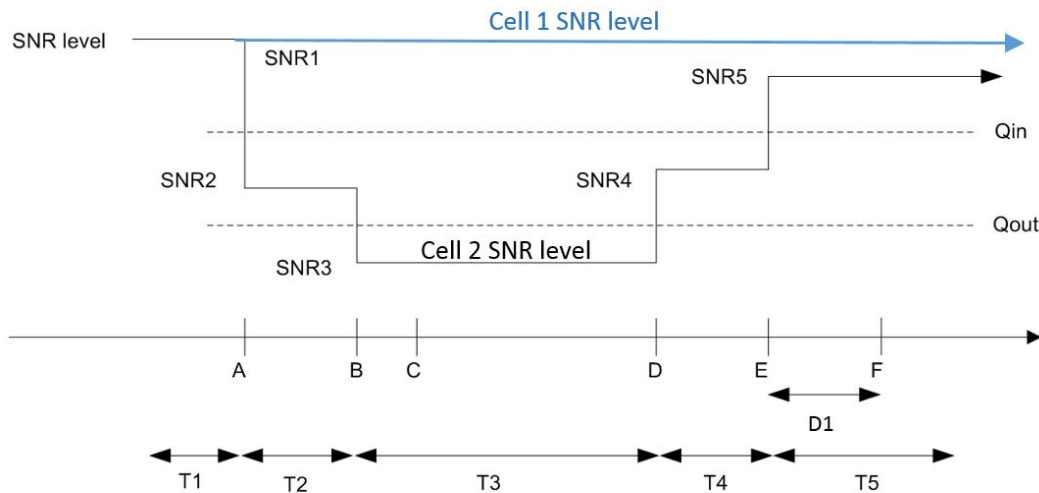 Cell 1 SNR level
SNR level
SNR1
SNR5
Qin
SNR2
SNR4
Qout
Cell 2 SNR level
SNR3
A B C D E F
D1
T1 T2 T3 T4 T5